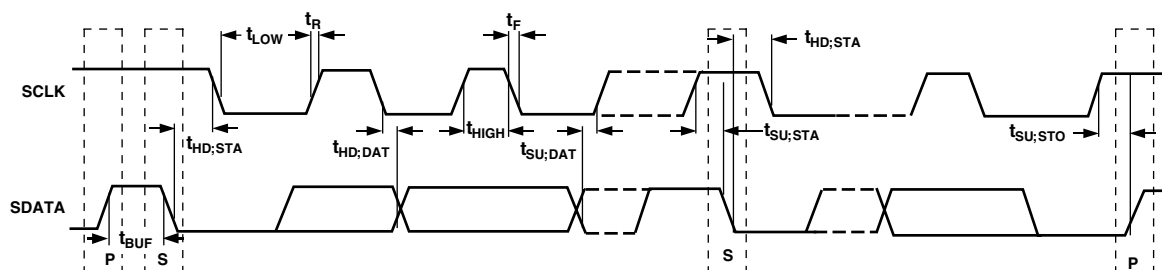 tR
tF
tLOW
tHD;STA
SCLK
tHD;STA
tHD;DAT
tHIGH
tSU;DAT
tSU;STA
tSU;STO
SDATA
tBUF
P
S
S
P